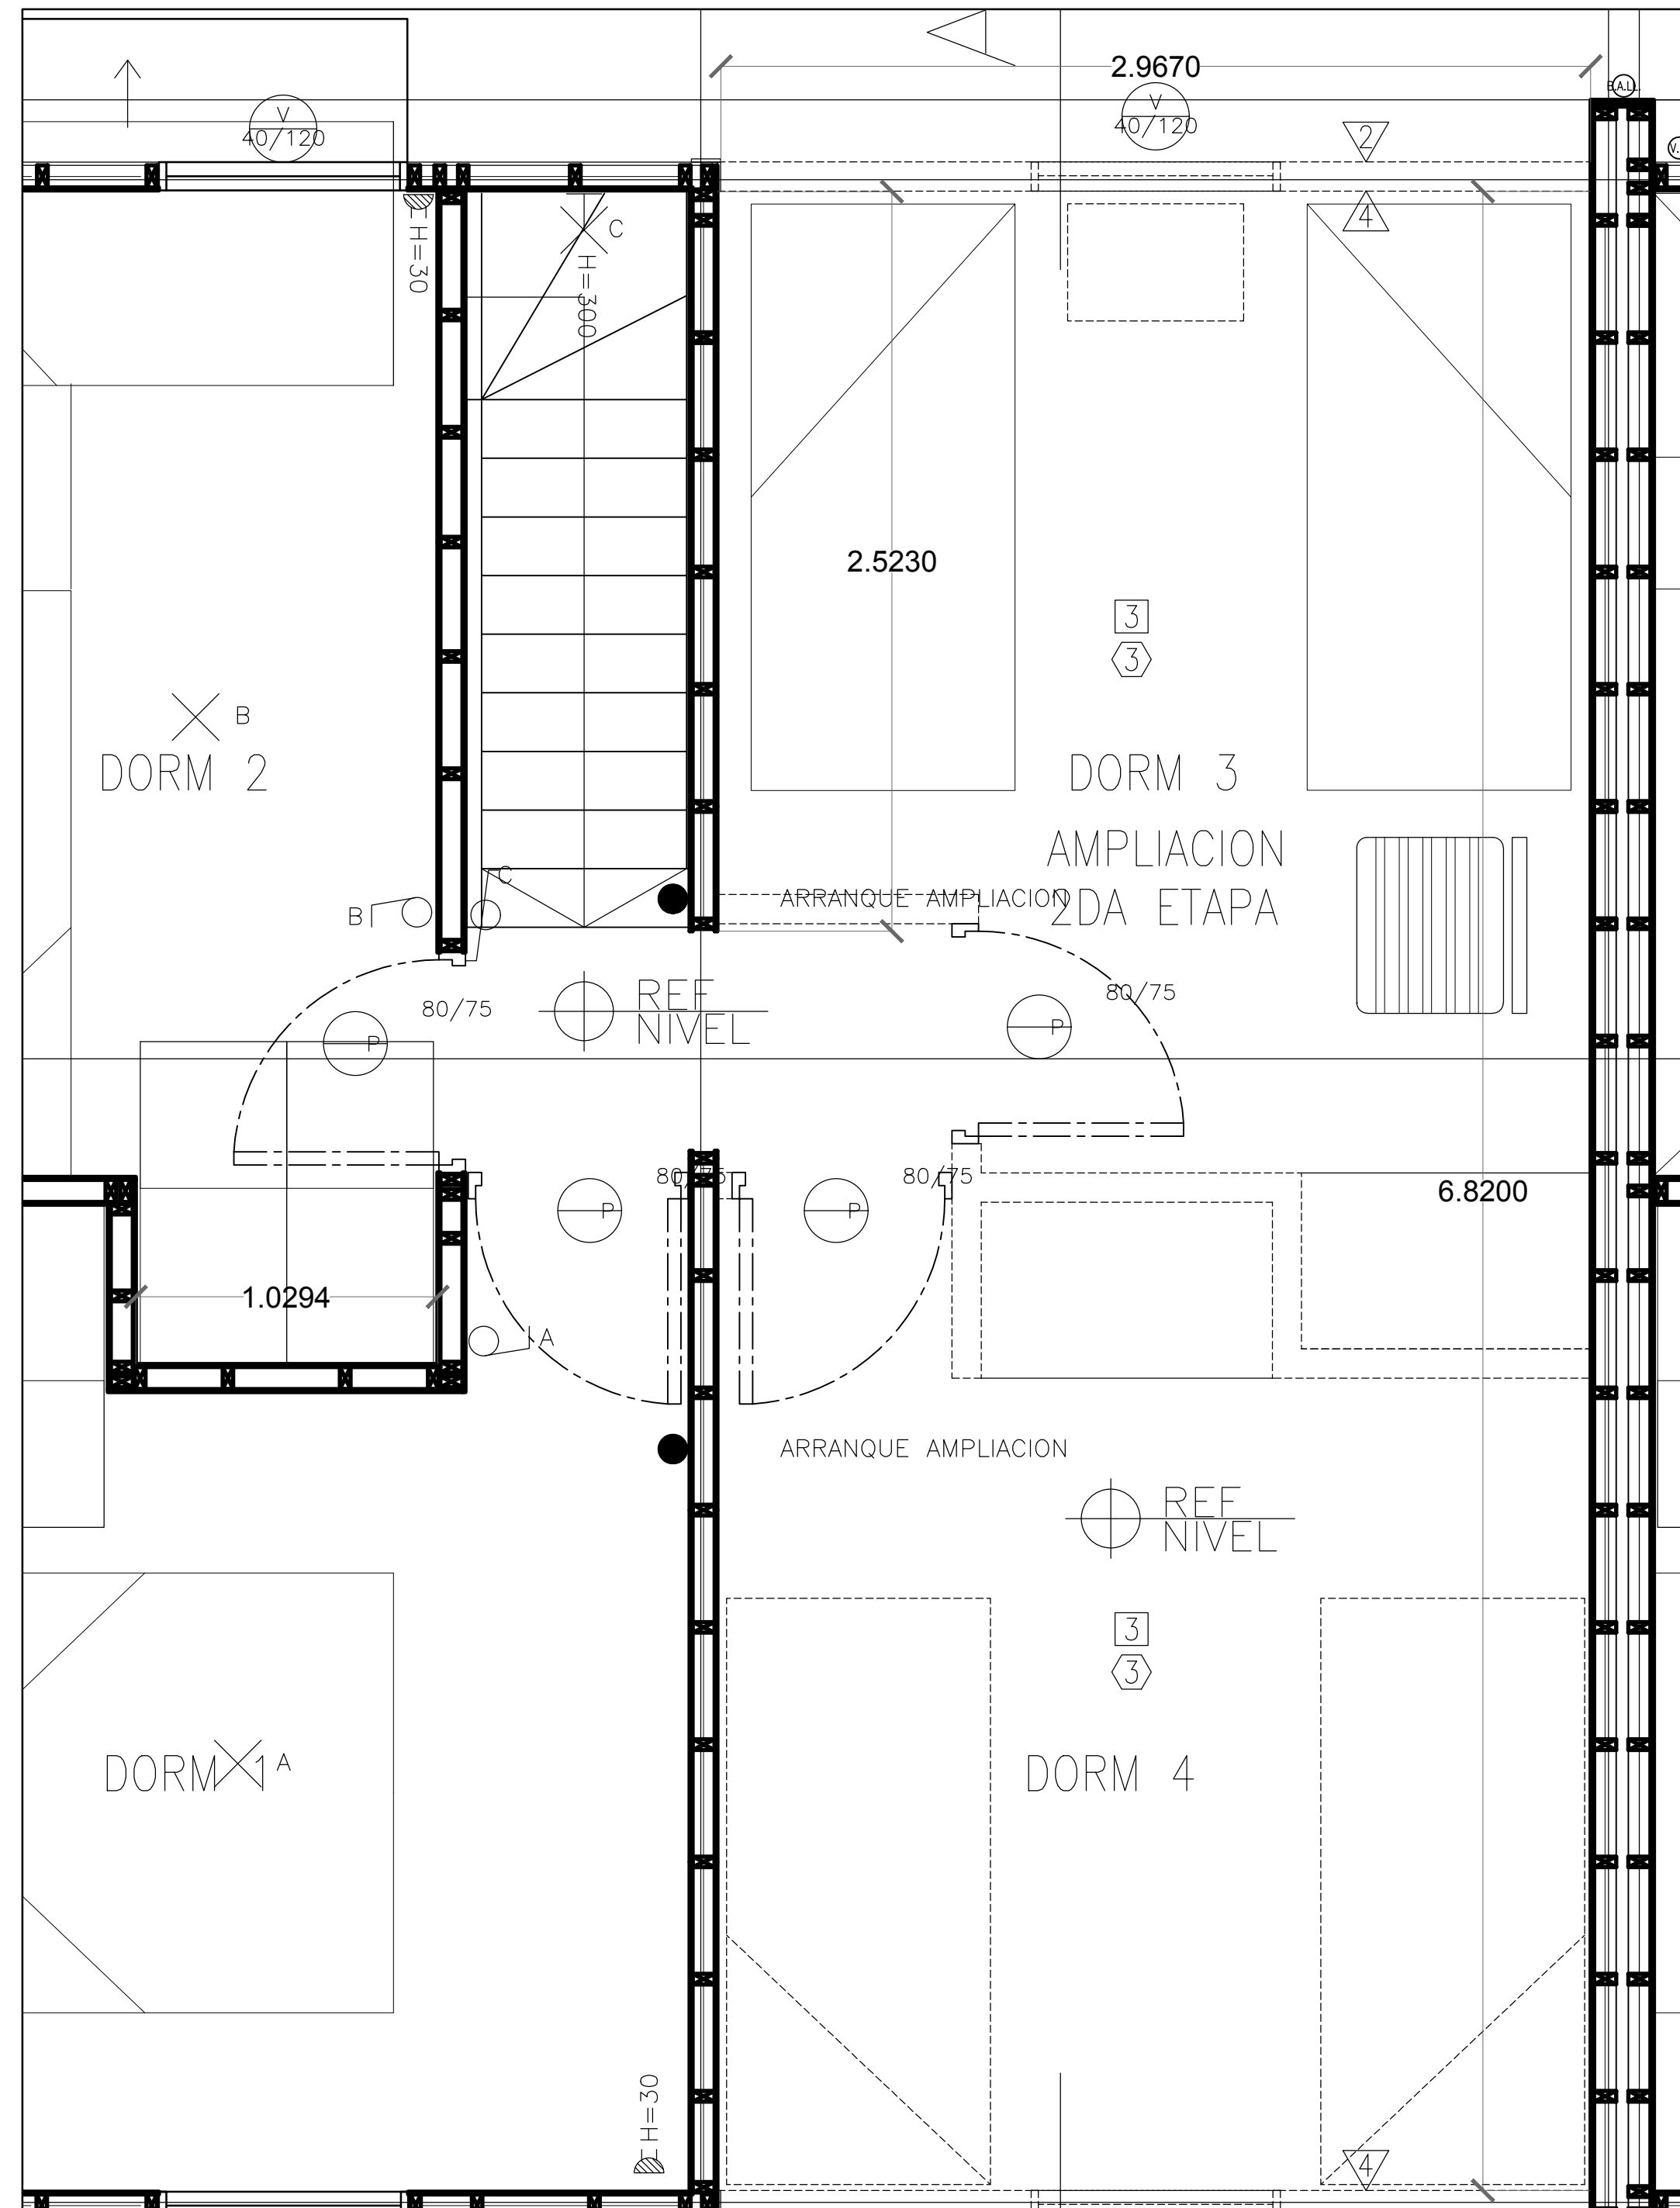 2.9670
B.A.LL.
V
40/120
V
40/120
2
4
H=30
C
H=300
2.5230
3
3
B
DORM 2
DORM 3
AMPLIACION
2DA ETAPA
C
B
ARRANQUE AMPLIACION
REF
NIVEL
80/75
80/75
P
P
80/75
80/75
P
P
6.8200
1.0294
A
ARRANQUE AMPLIACION
REF
NIVEL
3
3
DORM 1
A
DORM 4
H=30
4